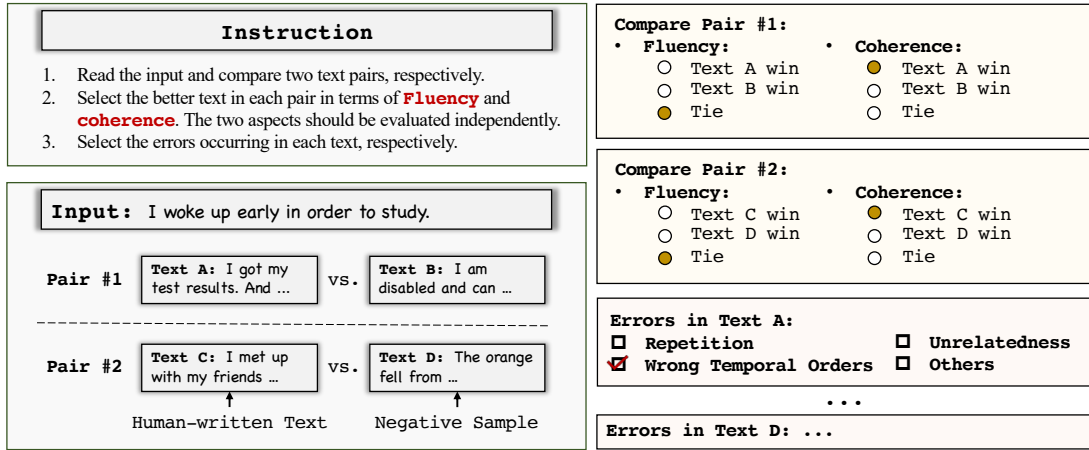 Instruction
1. Read the input and compare two text pairs, respectively.
2. Select the better text in each pair in terms of Fluency and
coherence. The two aspects should be evaluated independently.
3. Select the errors occurring in each text, respectively.
Input: I woke up early in order to study.
Pair #1
Text A: I got my
test results. And ...
vs.
Text B: I am
disabled and can ...
Pair #2
Text C: I met up
with my friends ...
vs.
Text D: The orange
fell from ...
Human-written Text
Negative Sample
Compare Pair #1:
• Fluency:
Text A win
Text B win
Tie
• Coherence:
Text A win
Text B win
Tie
Compare Pair #2:
• Fluency:
Text C win
Text D win
Tie
• Coherence:
Text C win
Text D win
Tie
Errors in Text A:
Repetition
Unrelatedness
Wrong Temporal Orders
Others
...
Errors in Text D: ...